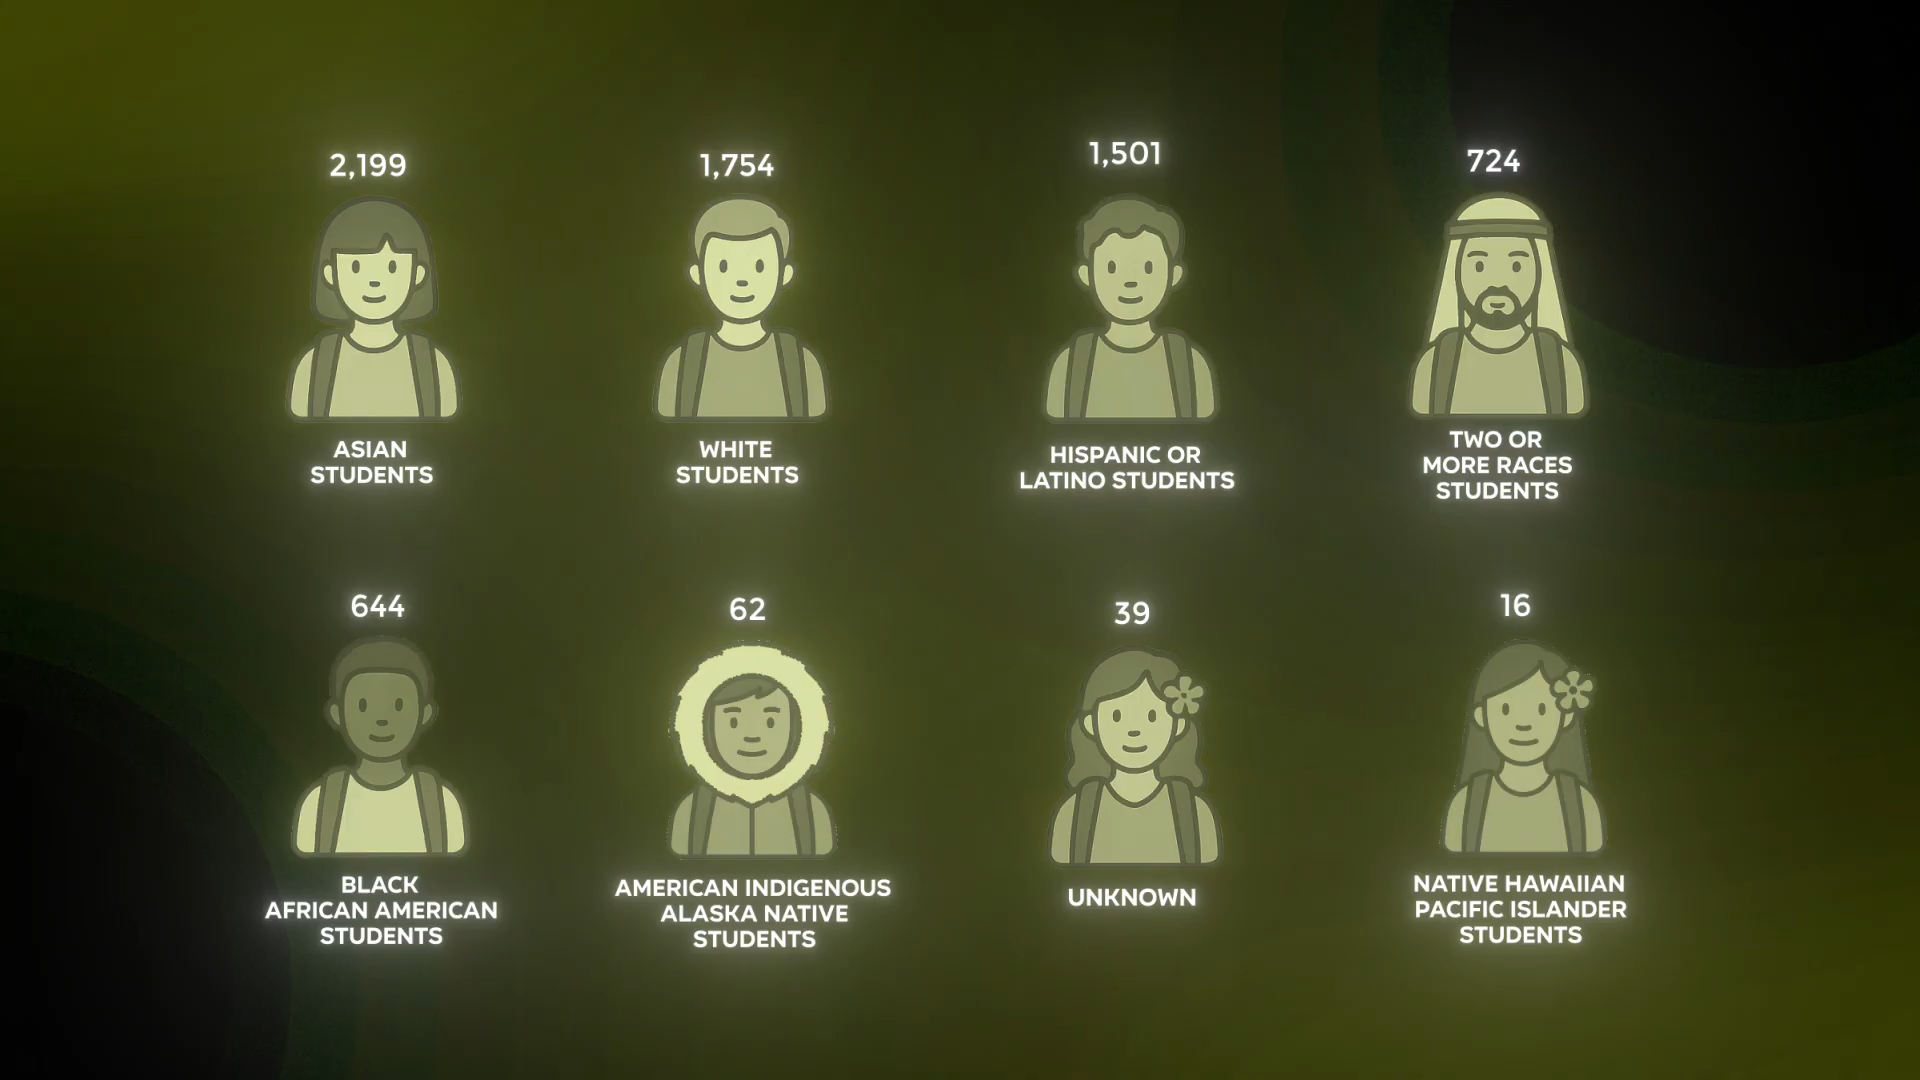 2,199
ASIAN
STUDENTS
1,754
WHITE
STUDENTS
1,501
HISPANIC OR
LATINO STUDENTS
724
TWO OR
MORE RACES
STUDENTS
644
BLACK
AFRICAN AMERICAN
STUDENTS
62
AMERICAN INDIGENOUS
ALASKA NATIVE
STUDENTS
39
UNKNOWN
16
NATIVE HAWAIIAN
PACIFIC ISLANDER
STUDENTS